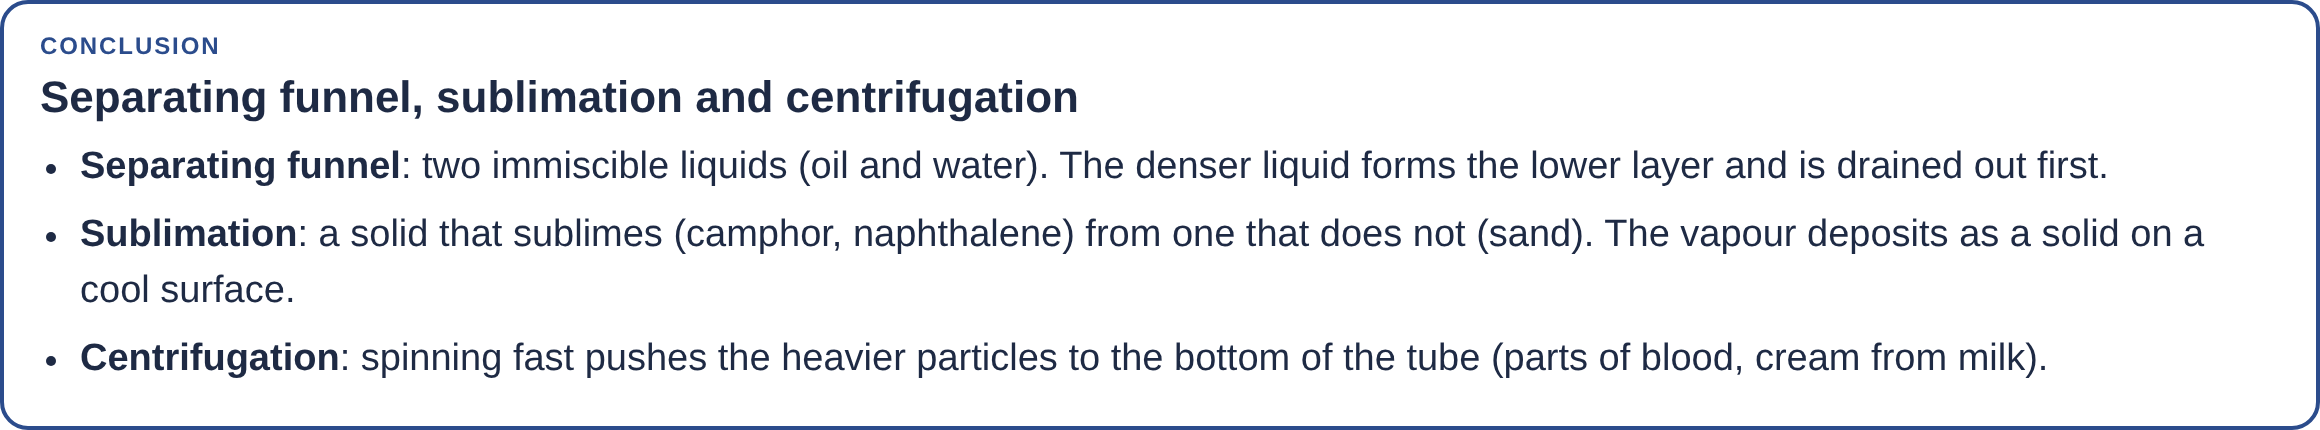 CONCLUSION
Separating funnel, sublimation and centrifugation
• Separating funnel: two immiscible liquids (oil and water). The denser liquid forms the lower layer and is drained out first.
• Sublimation: a solid that sublimes (camphor, naphthalene) from one that does not (sand). The vapour deposits as a solid on a
cool surface.
• Centrifugation: spinning fast pushes the heavier particles to the bottom of the tube (parts of blood, cream from milk).